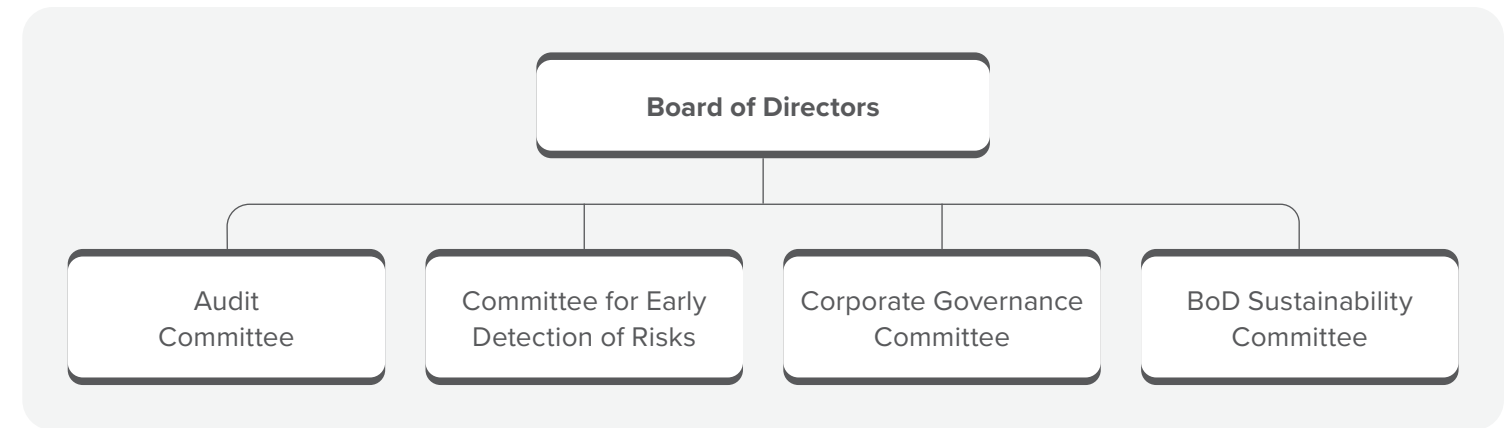 Board of Directors
Audit
Committee
Committee for Early
Detection of Risks
Corporate Governance
Committee
BoD Sustainability
Committee